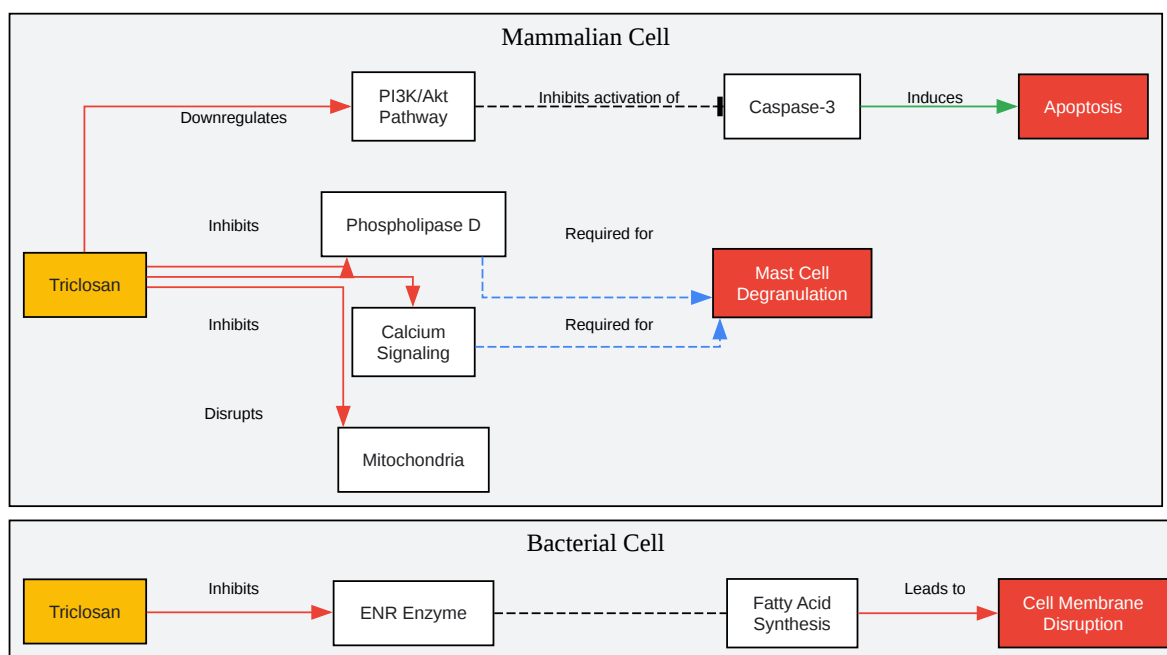 Mammalian Cell
PI3K/Akt
Pathway
Inhibits activation of
Caspase-3
Induces
Apoptosis
Downregulates
Inhibits
Phospholipase D
Required for
Triclosan
Mast Cell
Degranulation
Inhibits
Calcium
Signaling
Required for
Disrupts
Mitochondria
Bacterial Cell
Triclosan
Inhibits
ENR Enzyme
Fatty Acid
Synthesis
Leads to
Cell Membrane
Disruption